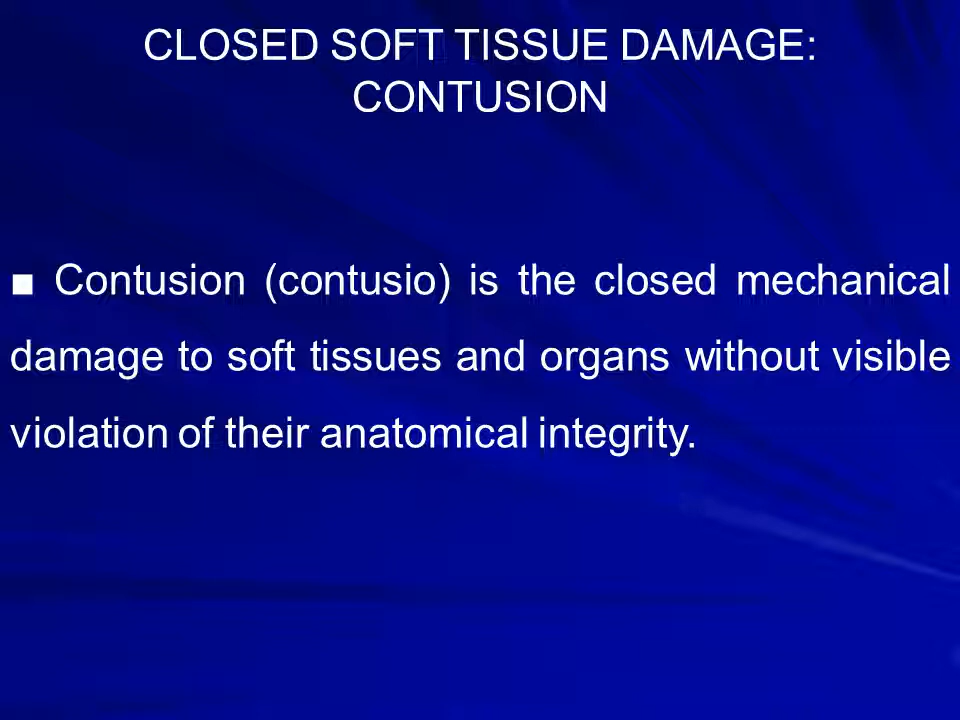 CLOSED SOFT TISSUE DAMAGE:
CONTUSION
■ Contusion (contusio) is the closed mechanical
damage to soft tissues and organs without visible
violation of their anatomical integrity.